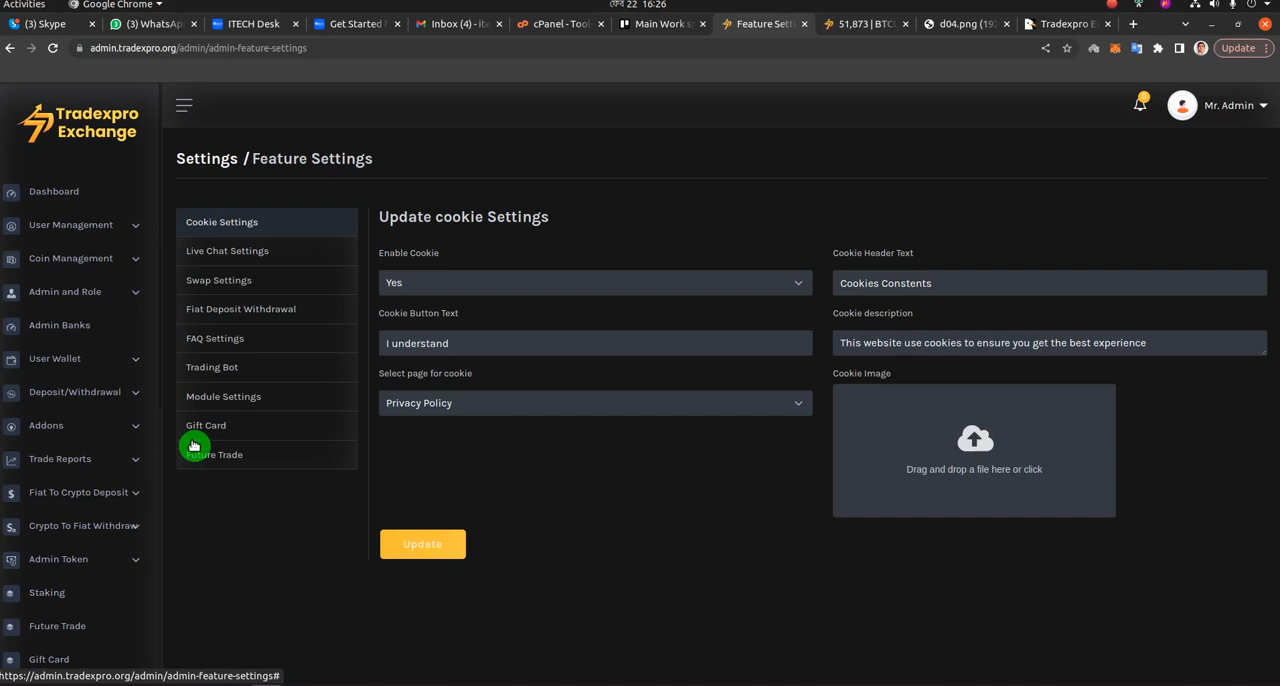 Activities
Google Chrome
ফেব 22 16:26
(3) Skype
(3) WhatsAp
ITECH Desk
Get Started
Inbox (4) - ite
cPanel - Tool
Main Work s
Feature Sett
51,873 | BTC
d04.png (192
Tradexpro E
admin.tradexpro.org/admin/admin-feature-settings
Update
Tradexpro
Exchange
0
Mr. Admin
Settings / Feature Settings
Dashboard
User Management
Coin Management
Admin and Role
Admin Banks
User Wallet
Deposit/Withdrawal
Addons
Trade Reports
Fiat To Crypto Deposit
Crypto To Fiat Withdraw
Admin Token
Staking
Future Trade
Gift Card
Cookie Settings
Live Chat Settings
Swap Settings
Fiat Deposit Withdrawal
FAQ Settings
Trading Bot
Module Settings
Gift Card
Future Trade
Update cookie Settings
Enable Cookie
Yes
Cookie Header Text
Cookies Constents
Cookie Button Text
I understand
Cookie description
This website use cookies to ensure you get the best experience
Select page for cookie
Privacy Policy
Cookie Image
Drag and drop a file here or click
Update
https://admin.tradexpro.org/admin/admin-feature-settings#